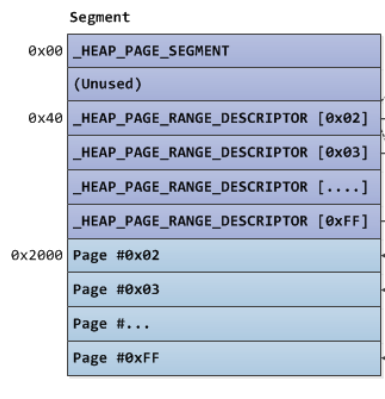 Segment
0x00 _HEAP_PAGE_SEGMENT
(Unused)
0x40 _HEAP_PAGE_RANGE_DESCRIPTOR [0x02]
_HEAP_PAGE_RANGE_DESCRIPTOR [0x03]
_HEAP_PAGE_RANGE_DESCRIPTOR [....]
_HEAP_PAGE_RANGE_DESCRIPTOR [0xFF]
0x2000 Page #0x02
Page #0x03
Page #...
Page #0xFF